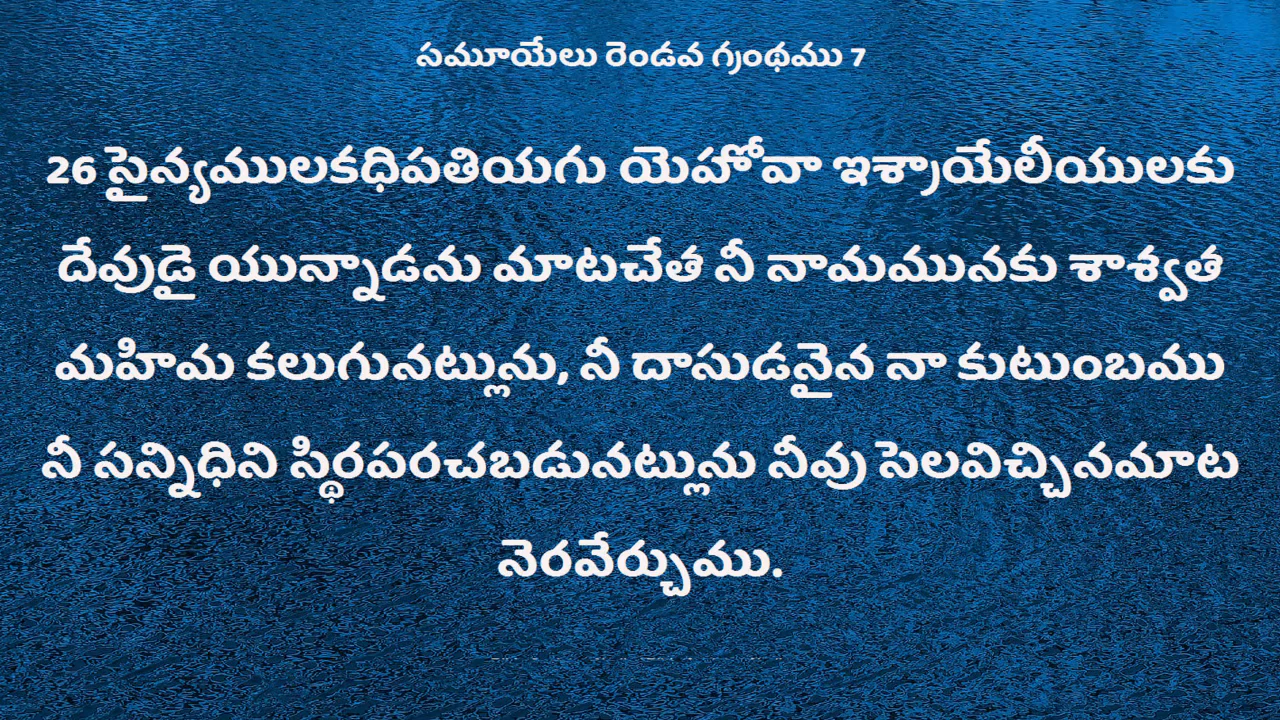 సమూయేలు రెండవ గ్రంథము 7
26 సైన్యములకధిపతియగు యెహోవా ఇశ్రాయేలీయులకు
దేవుడై యున్నాడను మాటచేత నీ నామమునకు శాశ్వత
మహిమ కలుగునట్లును, నీ దాసుడనైన నా కుటుంబము
నీ సన్నిధిని స్థిరపరచబడునట్లును నీవు సెలవిచ్చినమాట
నెరవేర్చుము.